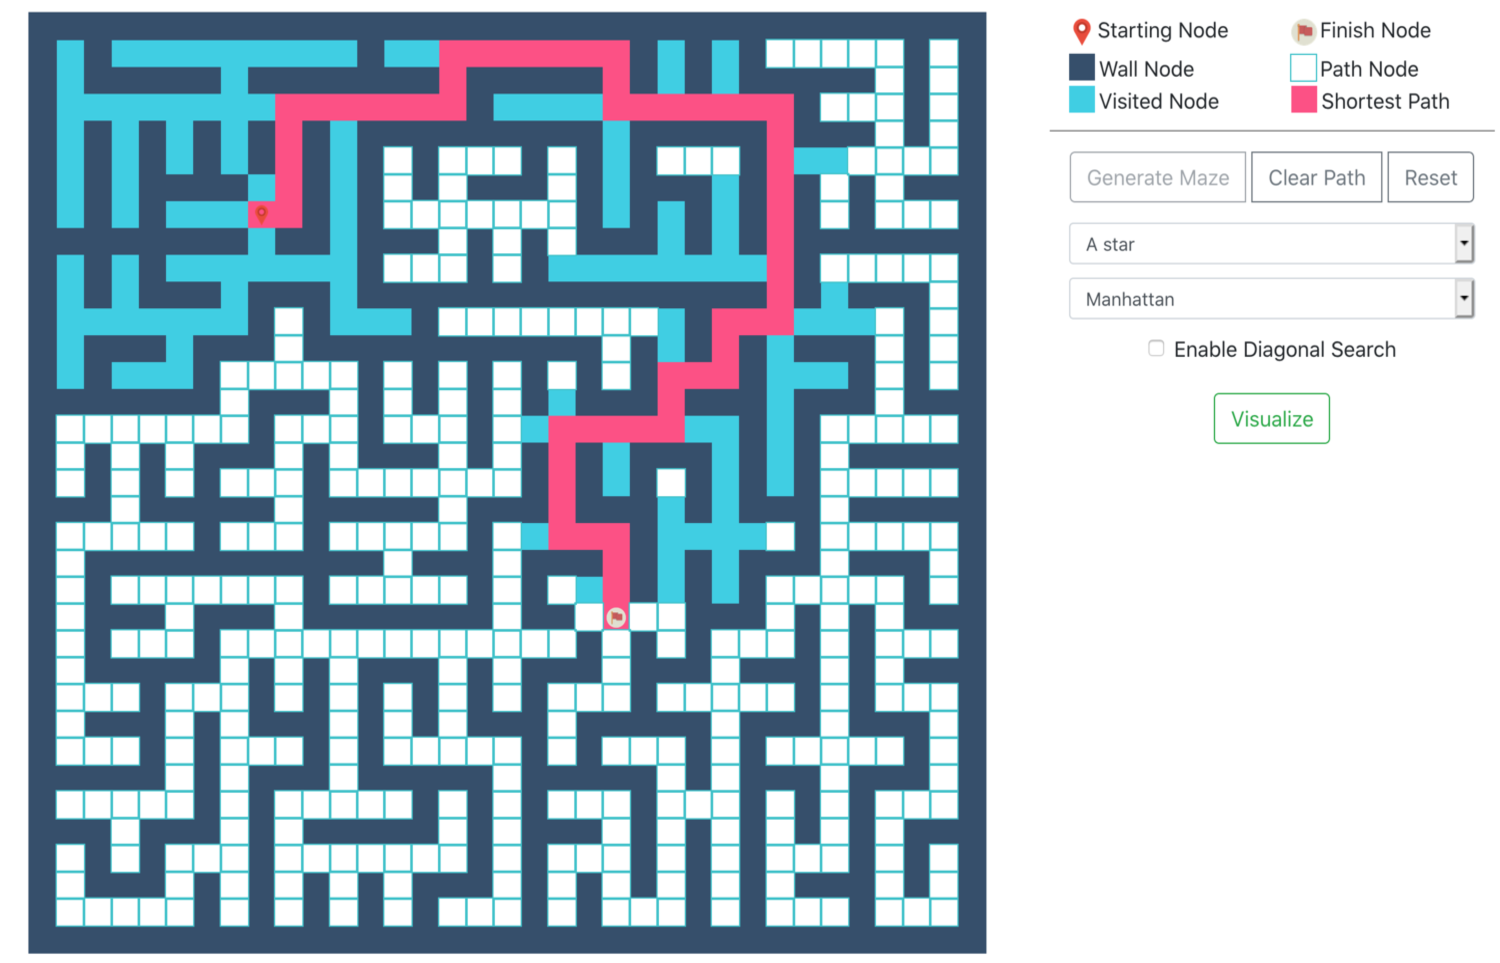 Starting Node
Finish Node
Wall Node
Path Node
Visited Node
Shortest Path
Generate Maze
Clear Path
Reset
A star
Manhattan
Enable Diagonal Search
Visualize